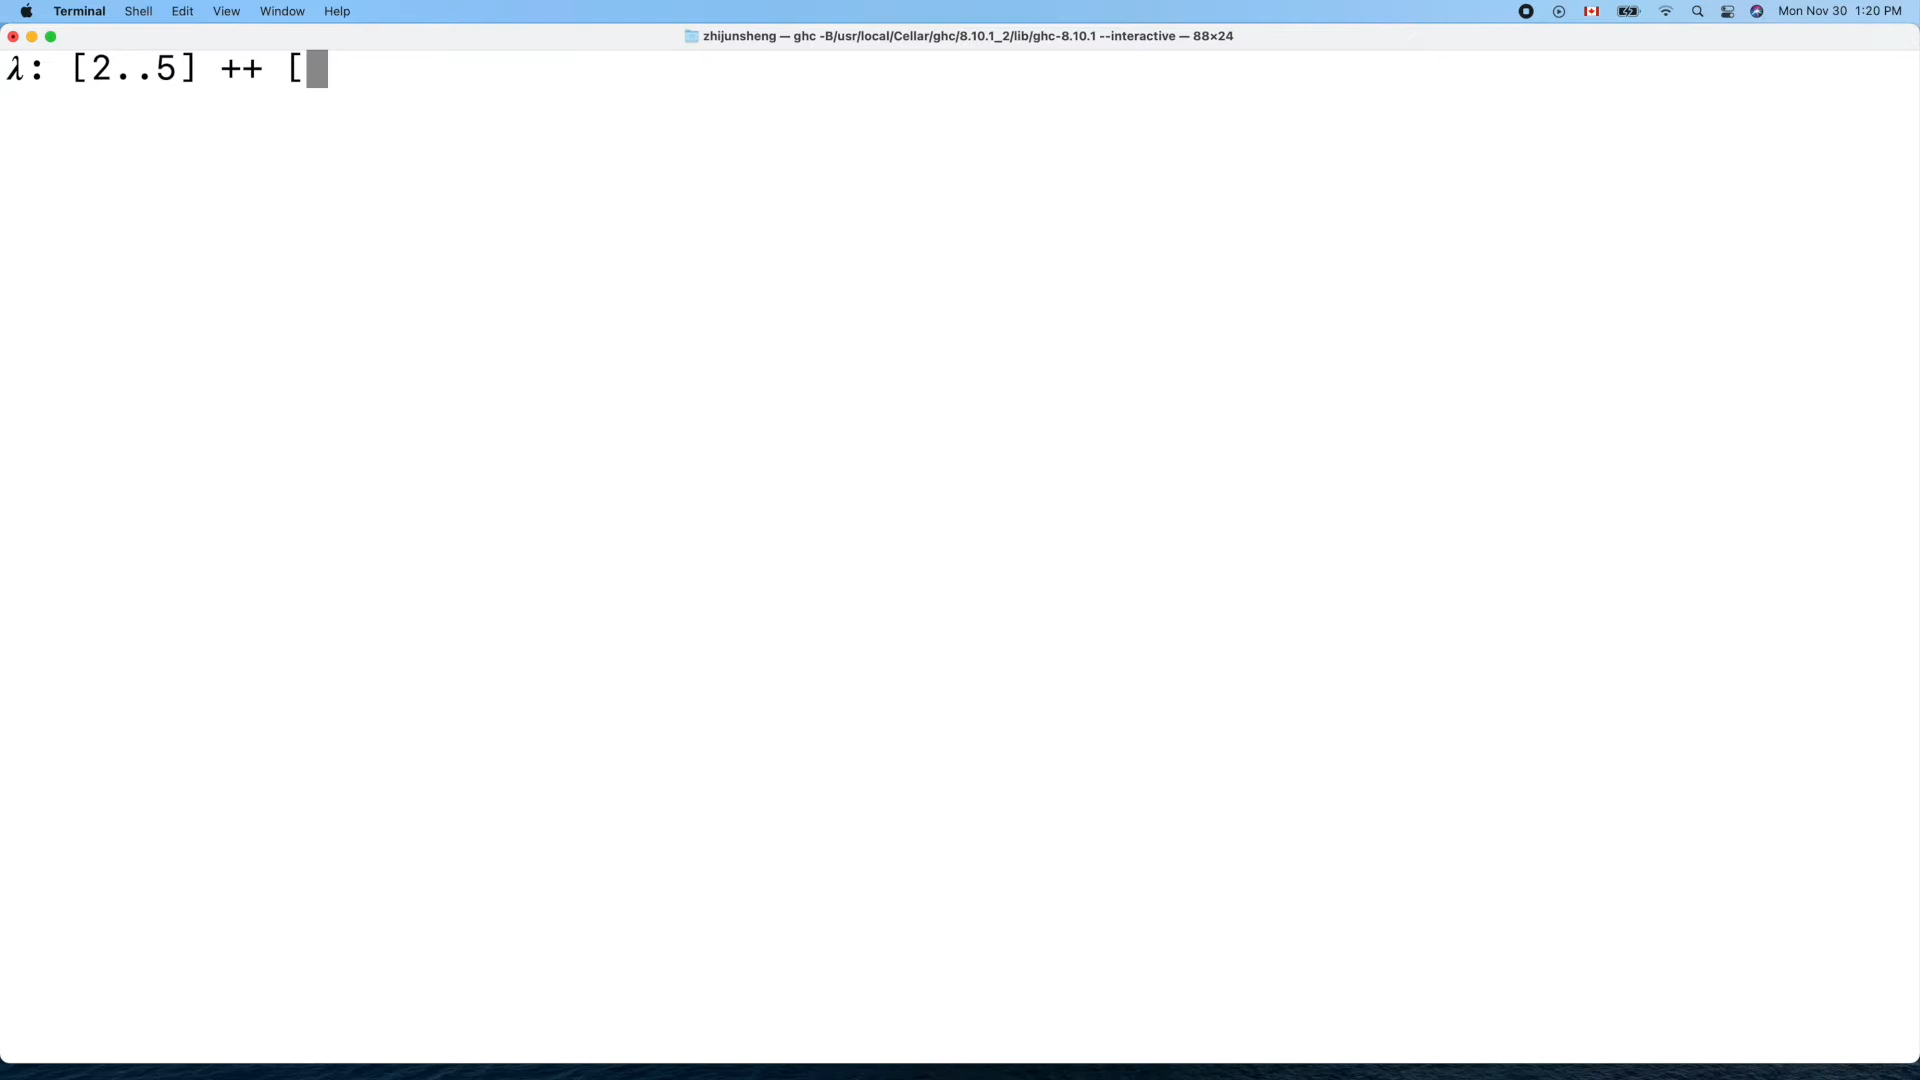 Terminal Shell Edit View Window Help Mon Nov 30 1:20 PM
zhijunsheng — ghc -B/usr/local/Cellar/ghc/8.10.1_2/lib/ghc-8.10.1 --interactive — 88×24
λ: [2..5] ++ [